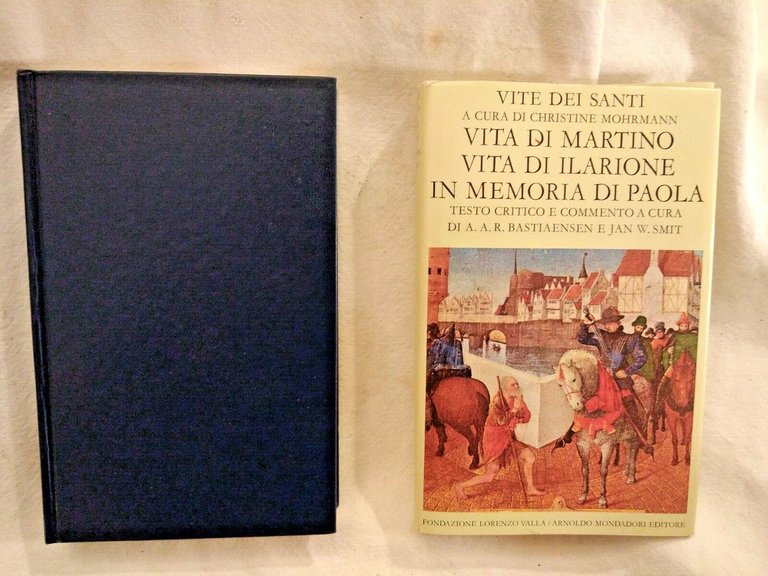 VITE DEI SANTI
A CURA DI CHRISTINE MOHRMANN
VITA DI MARTINO
VITA DI ILARIONE
IN MEMORIA DI PAOLA
TESTO CRITICO E COMMENTO A CURA
DI A. A. R. BASTIAENSEN E JAN W. SMIT
FONDAZIONE LORENZO VALLA / ARNOLDO MONDADORI EDITORE